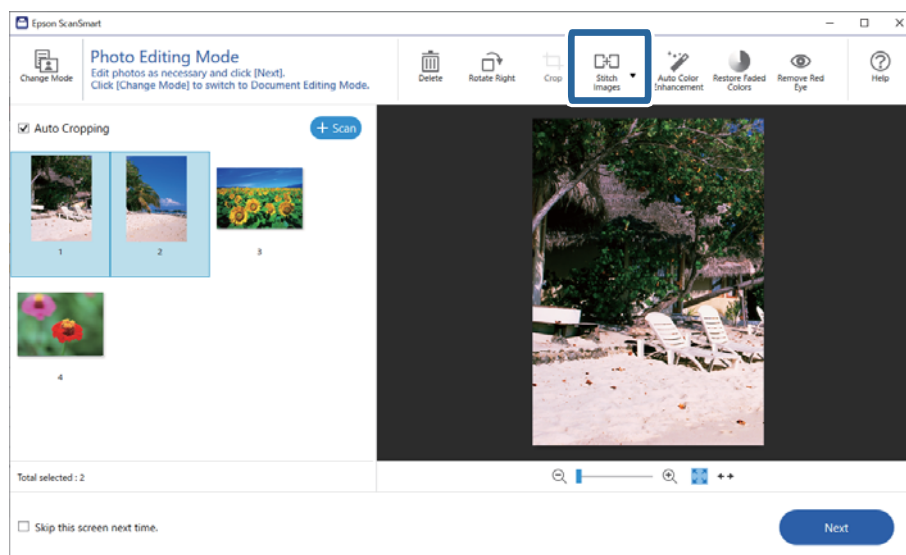 Epson ScanSmart
Change Mode
Photo Editing Mode
Edit photos as necessary and click [Next].
Click [Change Mode] to switch to Document Editing Mode.
Delete
Rotate Right
Crop
Stitch
Images
Auto Color
Enhancement
Restore Faded
Colors
Remove Red
Eye
Help
Auto Cropping
+ Scan
1
2
3
4
Total selected : 2
Skip this screen next time.
Next